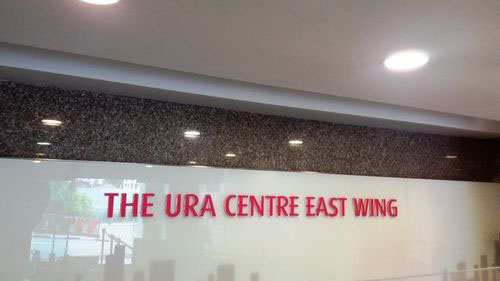 THE URA CENTRE EAST WING